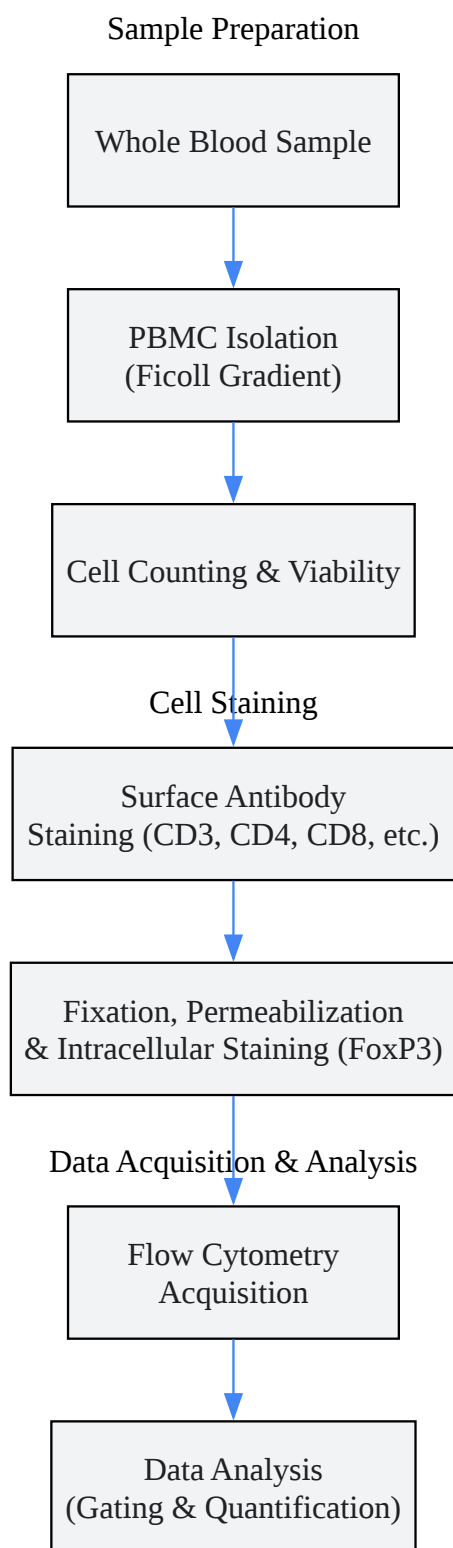 Sample Preparation
Whole Blood Sample
PBMC Isolation
(Ficoll Gradient)
Cell Counting & Viability
Cell Staining
Surface Antibody
Staining (CD3, CD4, CD8, etc.)
Fixation, Permeabilization
& Intracellular Staining (FoxP3)
Data Acquisition & Analysis
Flow Cytometry
Acquisition
Data Analysis
(Gating & Quantification)